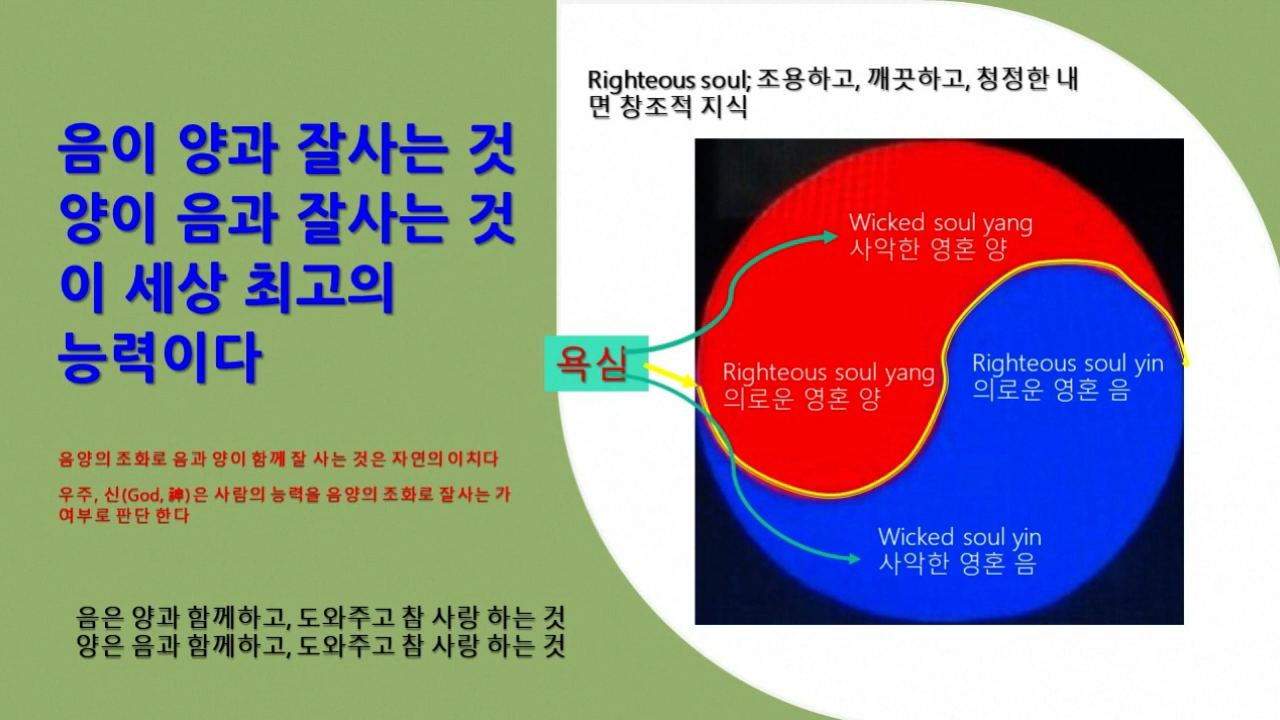 음이 양과 잘사는 것
양이 음과 잘사는 것
이 세상 최고의
능력이다
음양의 조화로 음과 양이 함께 잘 사는 것은 자연의 이치다
우주, 신(God, 神)은 사람의 능력을 음양의 조화로 잘사는 가
여부로 판단 한다
음은 양과 함께하고, 도와주고 참 사랑 하는 것
양은 음과 함께하고, 도와주고 참 사랑 하는 것
Righteous soul; 조용하고, 깨끗하고, 청정한 내
면 창조적 지식
Wicked soul yang
사악한 영혼 양
욕심
Righteous soul yang
의로운 영혼 양
Righteous soul yin
의로운 영혼 음
Wicked soul yin
사악한 영혼 음